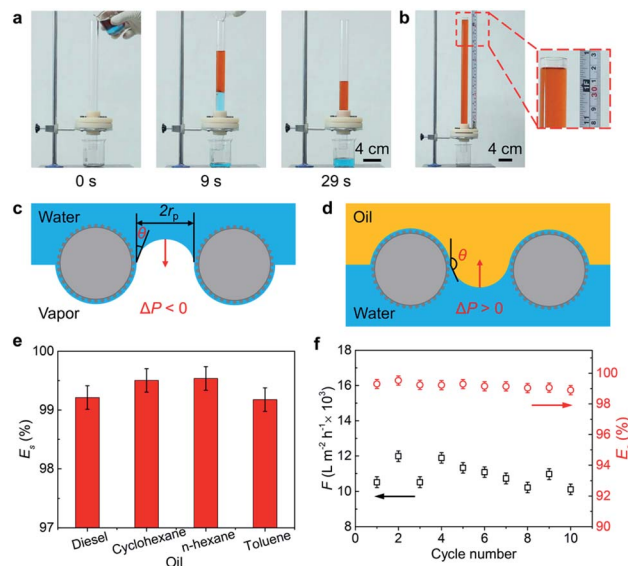 a
b
4 cm
4 cm
0 s
9 s
29 s
c
d
Water
2rₚ
θ
Vapor
ΔP < 0
Oil
θ
Water
ΔP > 0
e
f
100
99
98
97
Eₛ (%)
Diesel
Cyclohexane
n-hexane
Toluene
Oil
18
16
14
12
10
8
F (L m⁻² h⁻¹× 10³)
100
98
96
94
92
90
0 2 4 6 8 10
Cycle number